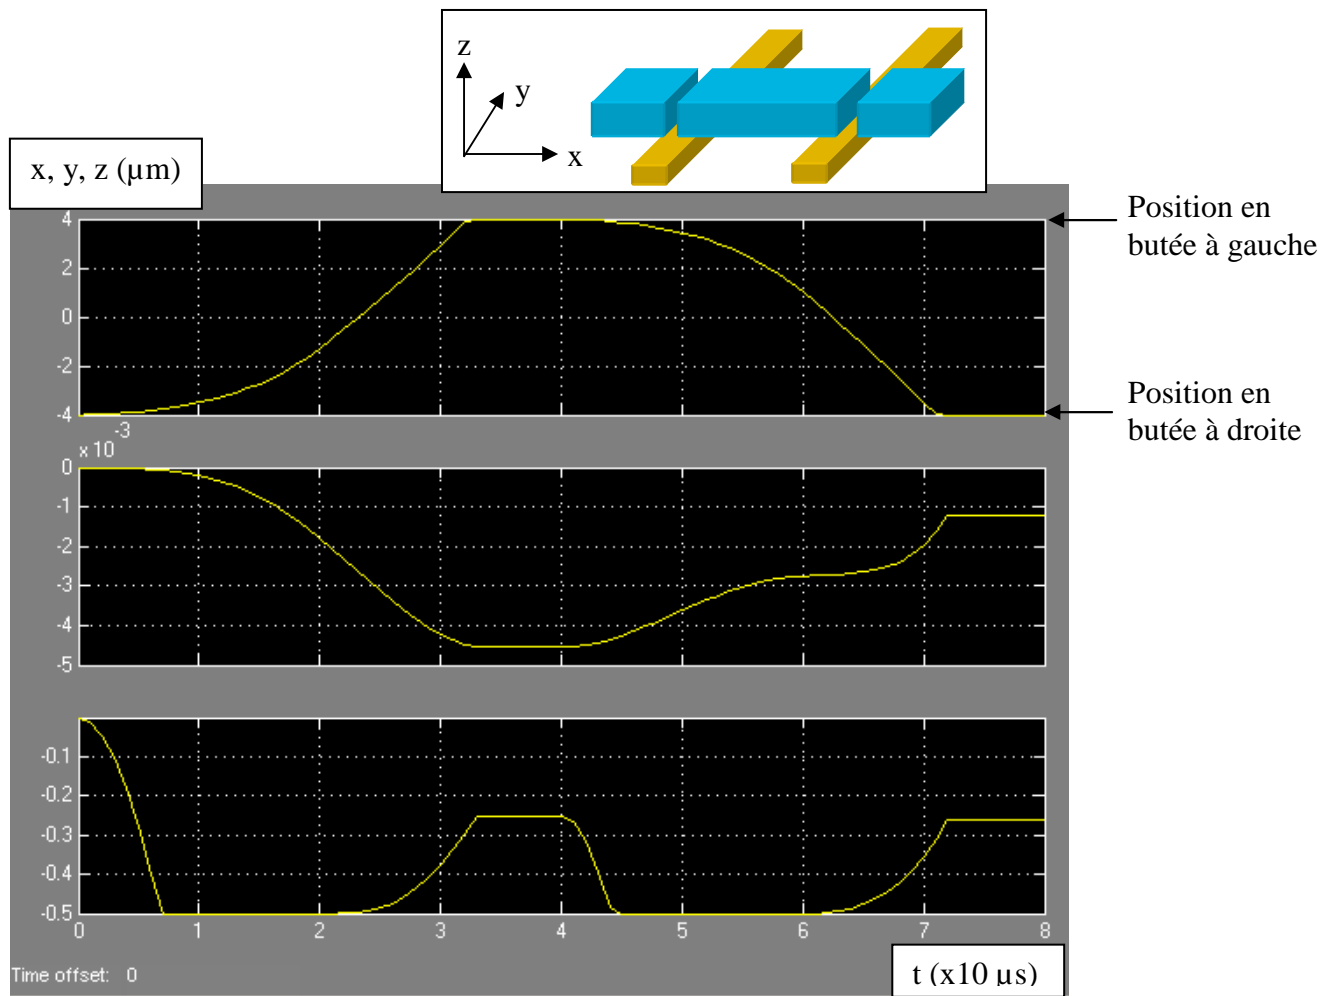 z
y
x
x, y, z (µm)
Position en
butée à gauche
4
2
0
-2
-4
Position en
butée à droite
x 10 -3
0
-1
-2
-3
-4
-5
-0.1
-0.2
-0.3
-0.4
-0.5
0 1 2 3 4 5 6 7 8
t (x10 µs)
Time offset: 0